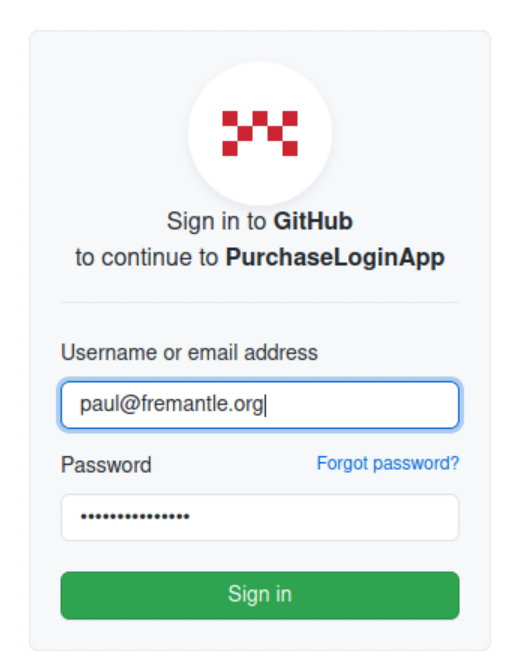 Sign in to GitHub
to continue to PurchaseLoginApp
Username or email address
paul@fremantle.org
Password Forgot password?
•••••••••••••••
Sign in